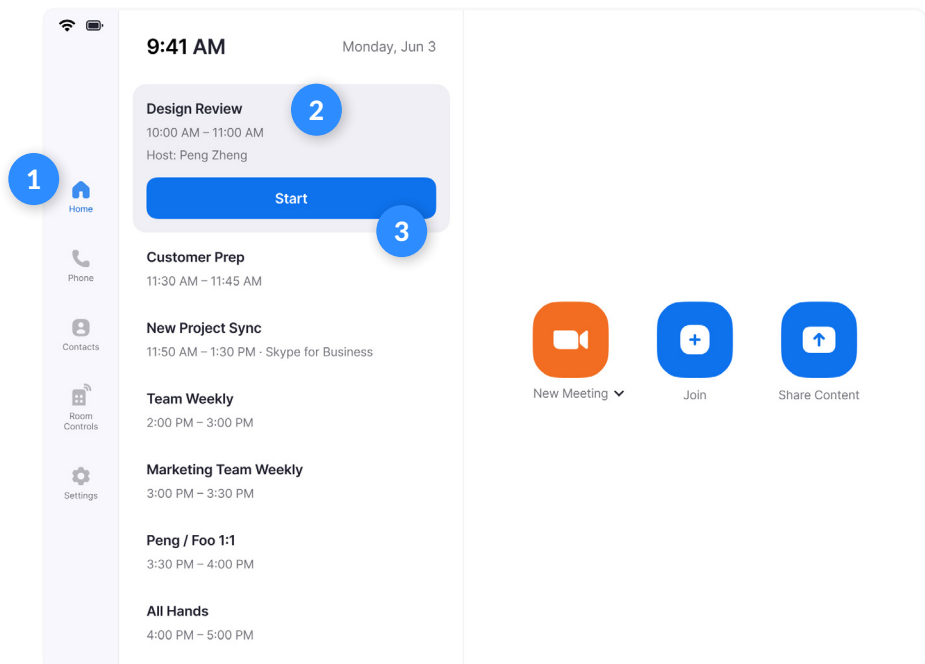 9:41 AM
Monday, Jun 3
1
Home
Phone
Contacts
Room
Controls
Settings
Design Review
2
10:00 AM – 11:00 AM
Host: Peng Zheng
Start
3
Customer Prep
11:30 AM – 11:45 AM
New Project Sync
11:50 AM – 1:30 PM · Skype for Business
Team Weekly
2:00 PM – 3:00 PM
Marketing Team Weekly
3:00 PM – 3:30 PM
Peng / Foo 1:1
3:30 PM – 4:00 PM
All Hands
4:00 PM – 5:00 PM
New Meeting
Join
Share Content